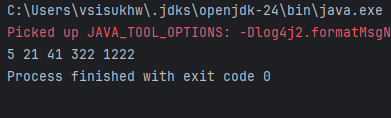 C:\Users\vsisukhw\.jdks\openjdk-24\bin\java.exe
Picked up JAVA_TOOL_OPTIONS: -Dlog4j2.formatMsgN
5 21 41 322 1222
Process finished with exit code 0